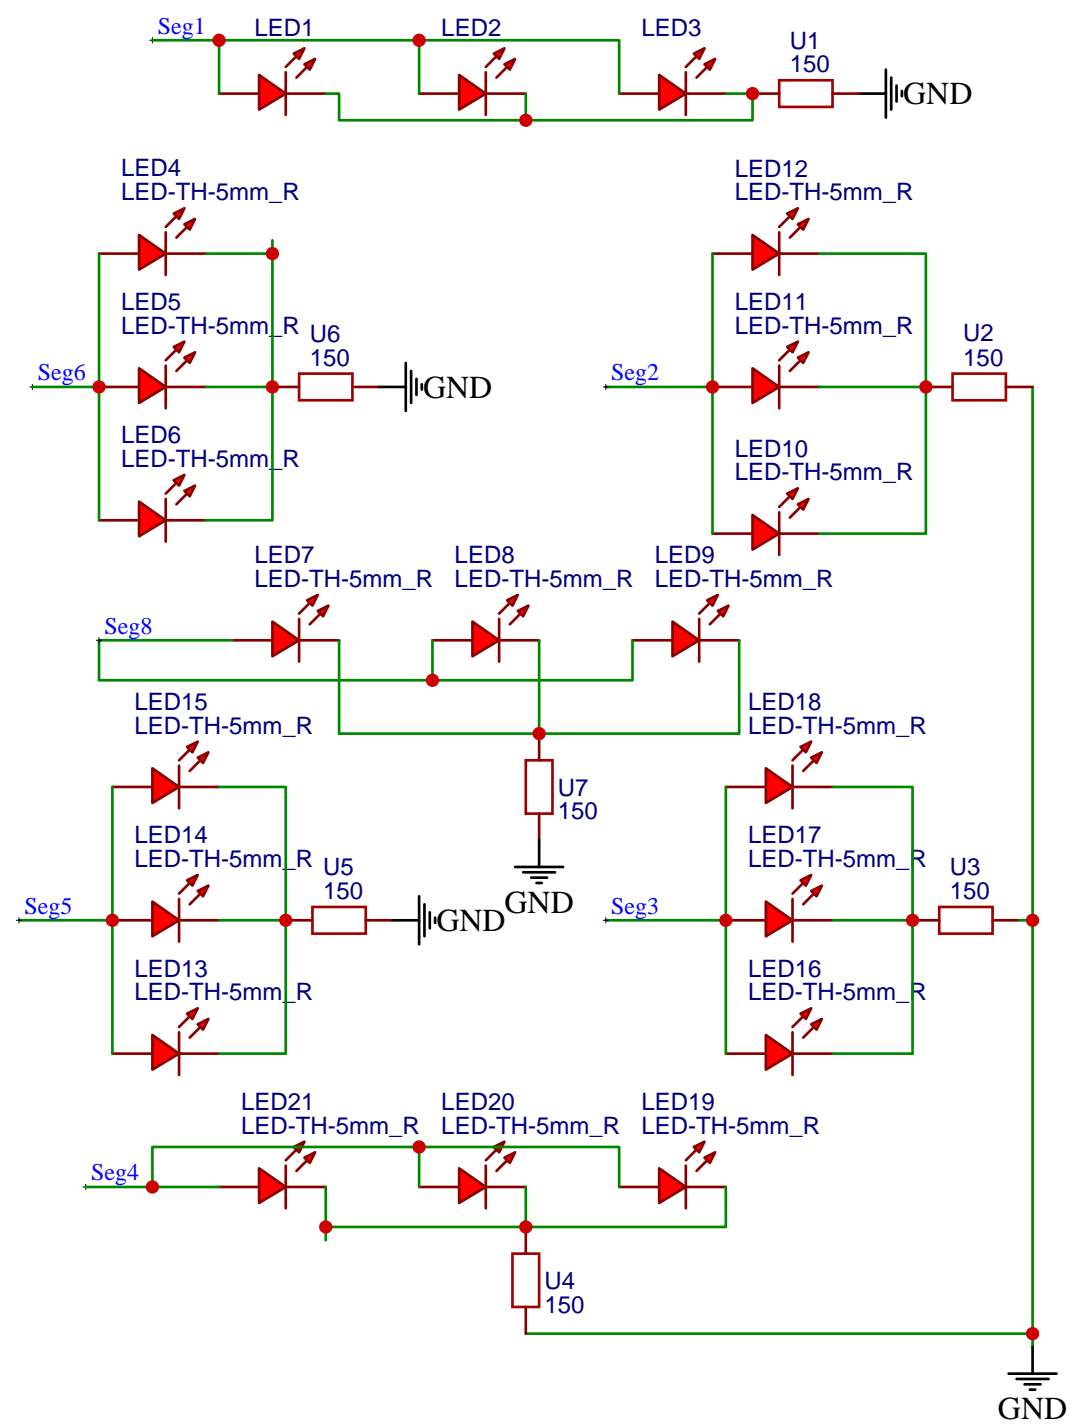 Seg1
LED1
LED2
LED3
U1
150
GND
LED4
LED-TH-5mm_R
LED12
LED-TH-5mm_R
LED5
LED-TH-5mm_R
U6
150
LED11
LED-TH-5mm_R
U2
150
Seg6
GND
Seg2
LED6
LED-TH-5mm_R
LED10
LED-TH-5mm_R
LED7
LED-TH-5mm_R
LED8
LED-TH-5mm_R
LED9
LED-TH-5mm_R
Seg8
LED15
LED-TH-5mm_R
LED18
LED-TH-5mm_R
U7
150
LED14
LED-TH-5mm_R
U5
150
LED17
LED-TH-5mm_R
U3
150
Seg5
GND
GND
Seg3
LED13
LED-TH-5mm_R
LED16
LED-TH-5mm_R
LED21
LED-TH-5mm_R
LED20
LED-TH-5mm_R
LED19
LED-TH-5mm_R
Seg4
U4
150
GND